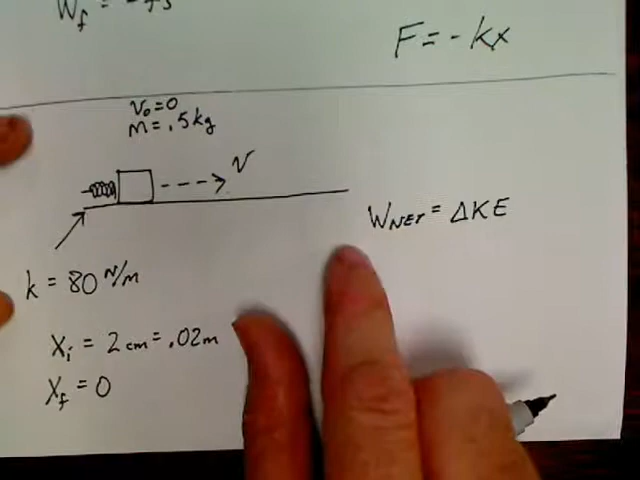 F = - kx
v₀ = 0
m = .5 kg
v
W_NET = ΔKE
k = 80 N/m
x_i = 2 cm = .02 m
x_f = 0